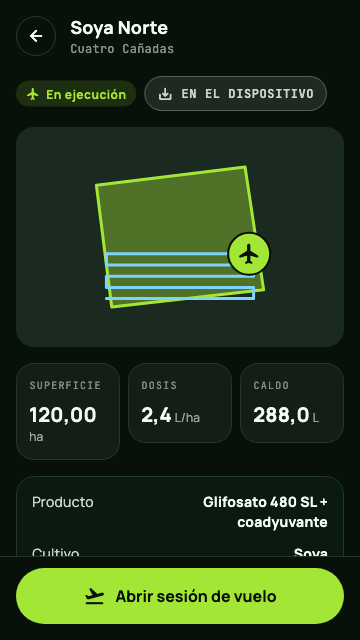 Soya Norte
Cuatro Cañadas
En ejecución
EN EL DISPOSITIVO
SUPERFICIE
120,00
ha
DOSIS
2,4 L/ha
CALDO
288,0 L
Producto
Glifosato 480 SL +
coadyuvante
Cultivo
Soya
Abrir sesión de vuelo